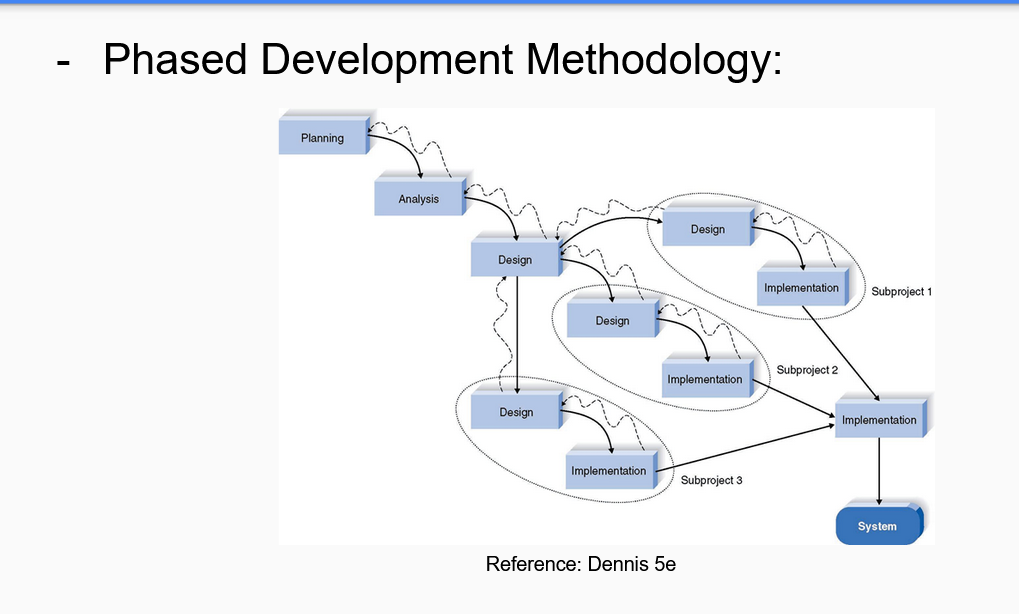 - Phased Development Methodology:
Planning
Analysis
Design
Design
Implementation
Subproject 1
Design
Implementation
Subproject 2
Design
Implementation
Subproject 3
Implementation
System
Reference: Dennis 5e